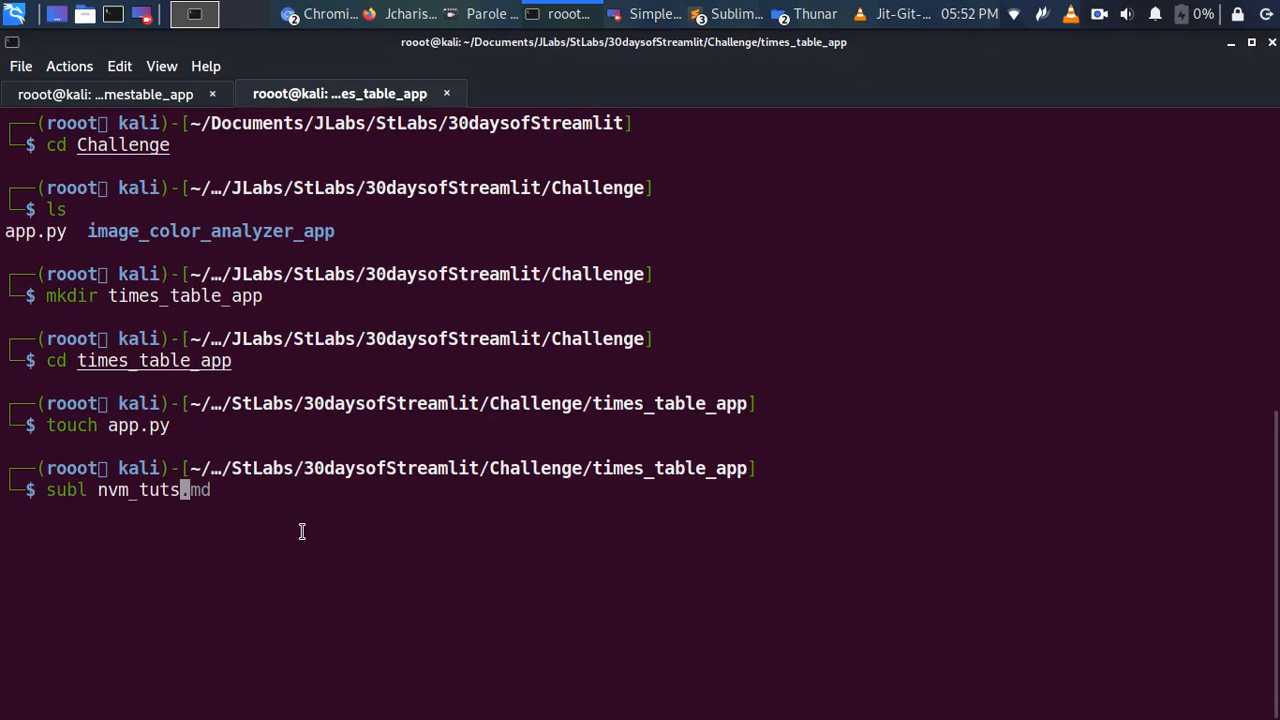 Chromi... Jcharis... Parole ... rooot... Simple... Sublim... Thunar Jit-Git-... 05:52 PM 0%
rooot@kali: ~/Documents/JLabs/StLabs/30daysofStreamlit/Challenge/times_table_app
File Actions Edit View Help
rooot@kali: ...mestable_app × rooot@kali: ...es_table_app ×
┌──(rooot kali)-[~/Documents/JLabs/StLabs/30daysofStreamlit]
└─$ cd Challenge
┌──(rooot kali)-[~/…/JLabs/StLabs/30daysofStreamlit/Challenge]
└─$ ls
app.py image_color_analyzer_app
┌──(rooot kali)-[~/…/JLabs/StLabs/30daysofStreamlit/Challenge]
└─$ mkdir times_table_app
┌──(rooot kali)-[~/…/JLabs/StLabs/30daysofStreamlit/Challenge]
└─$ cd times_table_app
┌──(rooot kali)-[~/…/StLabs/30daysofStreamlit/Challenge/times_table_app]
└─$ touch app.py
┌──(rooot kali)-[~/…/StLabs/30daysofStreamlit/Challenge/times_table_app]
└─$ subl nvm_tuts.md